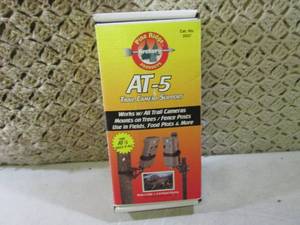 Pine Ridge
Archery
Cat. No.
AT-5
Trail Camera Support
Works w/ All Trail Cameras
Mounts on Trees / Fence Posts
Use in Fields, Food Plots & More